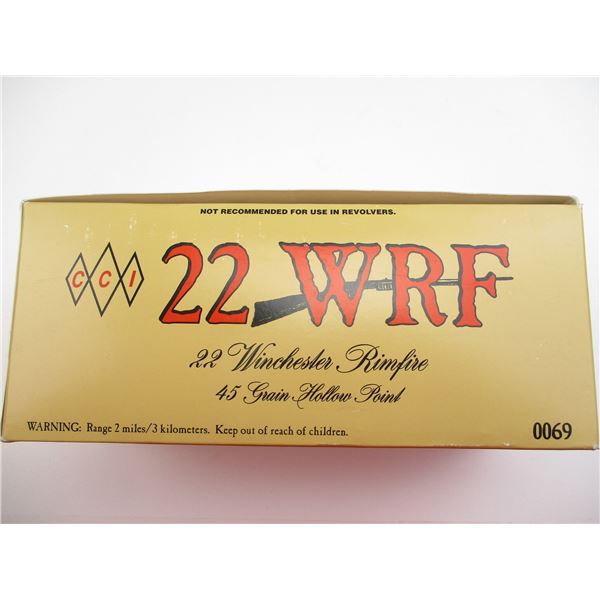 NOT RECOMMENDED FOR USE IN REVOLVERS.
CCI 22 WRF
22 Winchester Rimfire
45 Grain Hollow Point
WARNING: Range 2 miles/3 kilometers. Keep out of reach of children. 0069